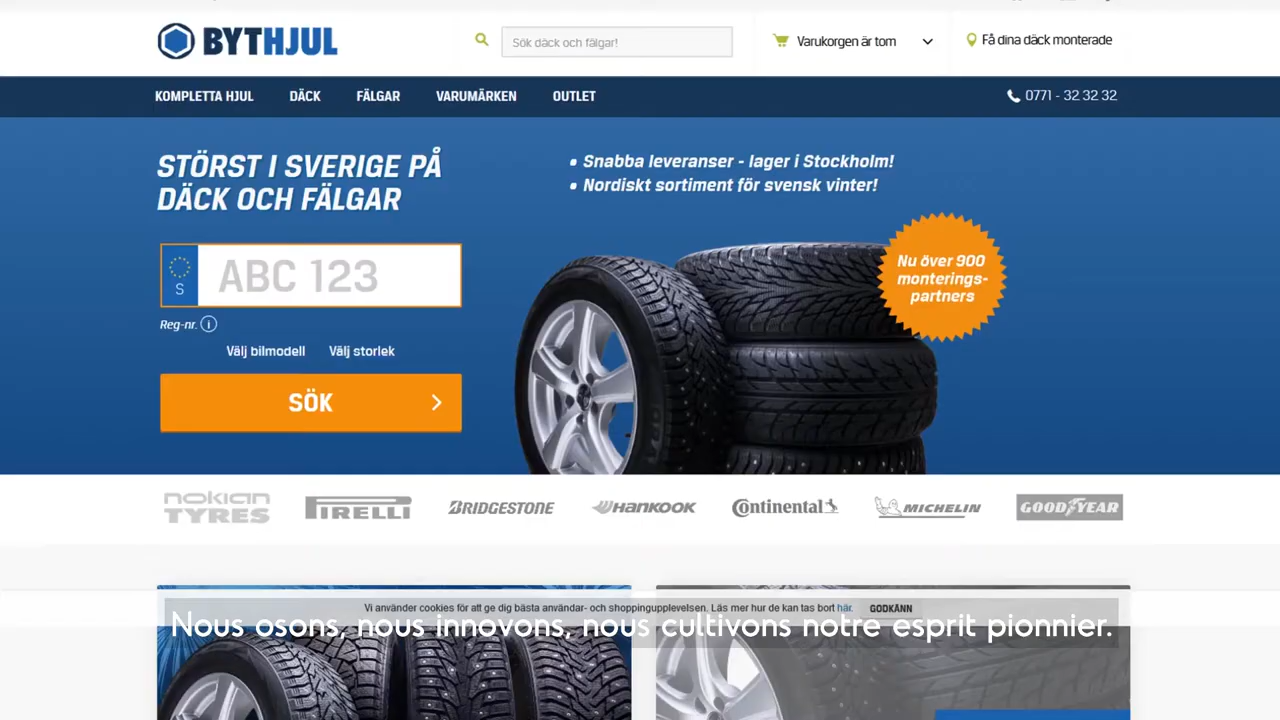 BYTHJUL
Sök däck och fälgar!
Varukorgen är tom
Få dina däck monterade
KOMPLETTA HJUL
DÄCK
FÄLGAR
VARUMÄRKEN
OUTLET
0771 - 32 32 32
STÖRST I SVERIGE PÅ
DÄCK OCH FÄLGAR
• Snabba leveranser - lager i Stockholm!
• Nordiskt sortiment för svensk vinter!
S
ABC 123
Reg-nr. i
Välj bilmodell
Välj storlek
SÖK
Nu över 900
monterings-
partners
nokian
TYRES
PIRELLI
BRIDGESTONE
HANKOOK
Continental
MICHELIN
GOODYEAR
Vi använder cookies för att ge dig bästa användar- och shoppingupplevelsen. Läs mer hur de kan tas bort här.
GODKÄNN
Nous osons, nous innovons, nous cultivons notre esprit pionnier.